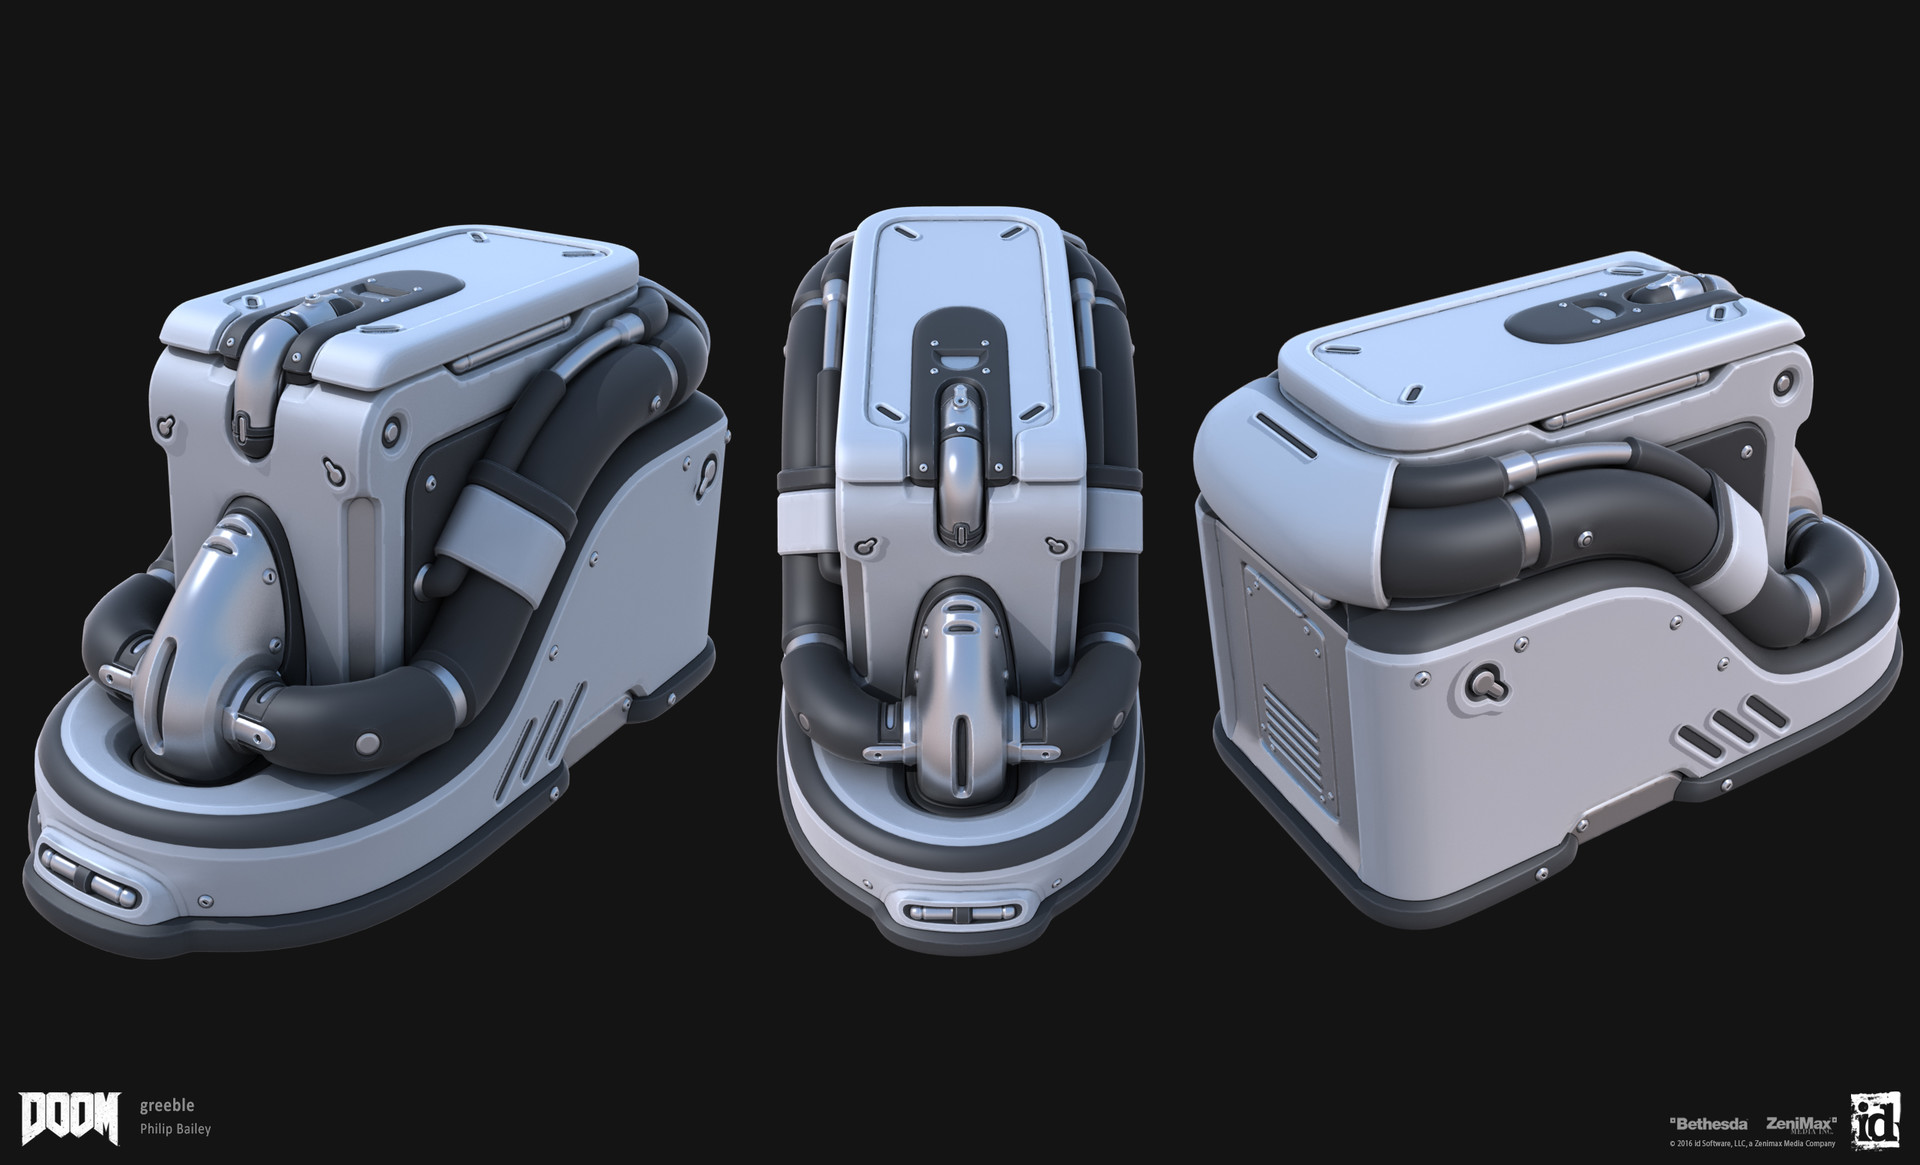 DOOM
greeble
Philip Bailey
Bethesda
ZeniMax
MEDIA INC.
© 2016 id Software, LLC, a Zenimax Media Company
id